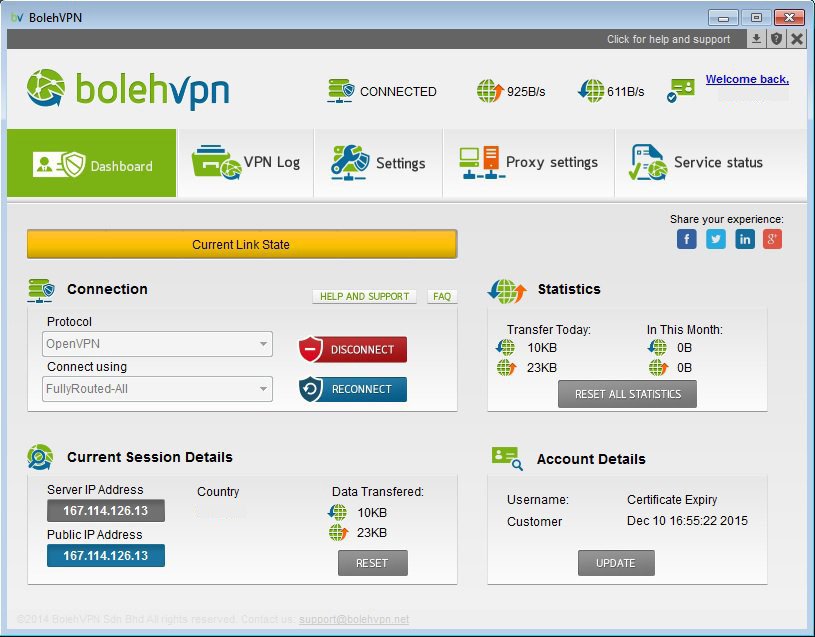 BolehVPN
Click for help and support
bolehvpn
CONNECTED
925B/s
611B/s
Welcome back.
Dashboard
VPN Log
Settings
Proxy settings
Service status
Share your experience:
Current Link State
Connection
HELP AND SUPPORT
FAQ
Protocol
OpenVPN
DISCONNECT
Connect using
FullyRouted-All
RECONNECT
Statistics
Transfer Today:
In This Month:
10KB
0B
23KB
0B
RESET ALL STATISTICS
Current Session Details
Server IP Address
Country
Data Transfered:
167.114.126.13
10KB
Public IP Address
23KB
167.114.126.13
RESET
Account Details
Username:
Certificate Expiry
Customer
Dec 10 16:55:22 2015
UPDATE
©2014 BolehVPN Sdn Bhd All rights reserved. Contact us: support@bolehvpn.net